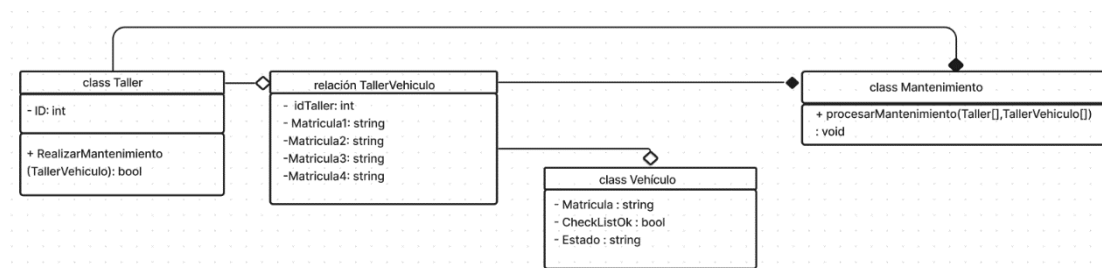 class Taller
- ID: int
+ RealizarMantenimiento
(TallerVehiculo): bool
relación TallerVehiculo
- idTaller: int
- Matricula1: string
-Matricula2: string
-Matricula3: string
-Matricula4: string
class Vehículo
- Matrícula : string
- CheckListOk : bool
- Estado : string
class Mantenimiento
+ procesarMantenimiento(Taller[],TallerVehiculo[])
: void